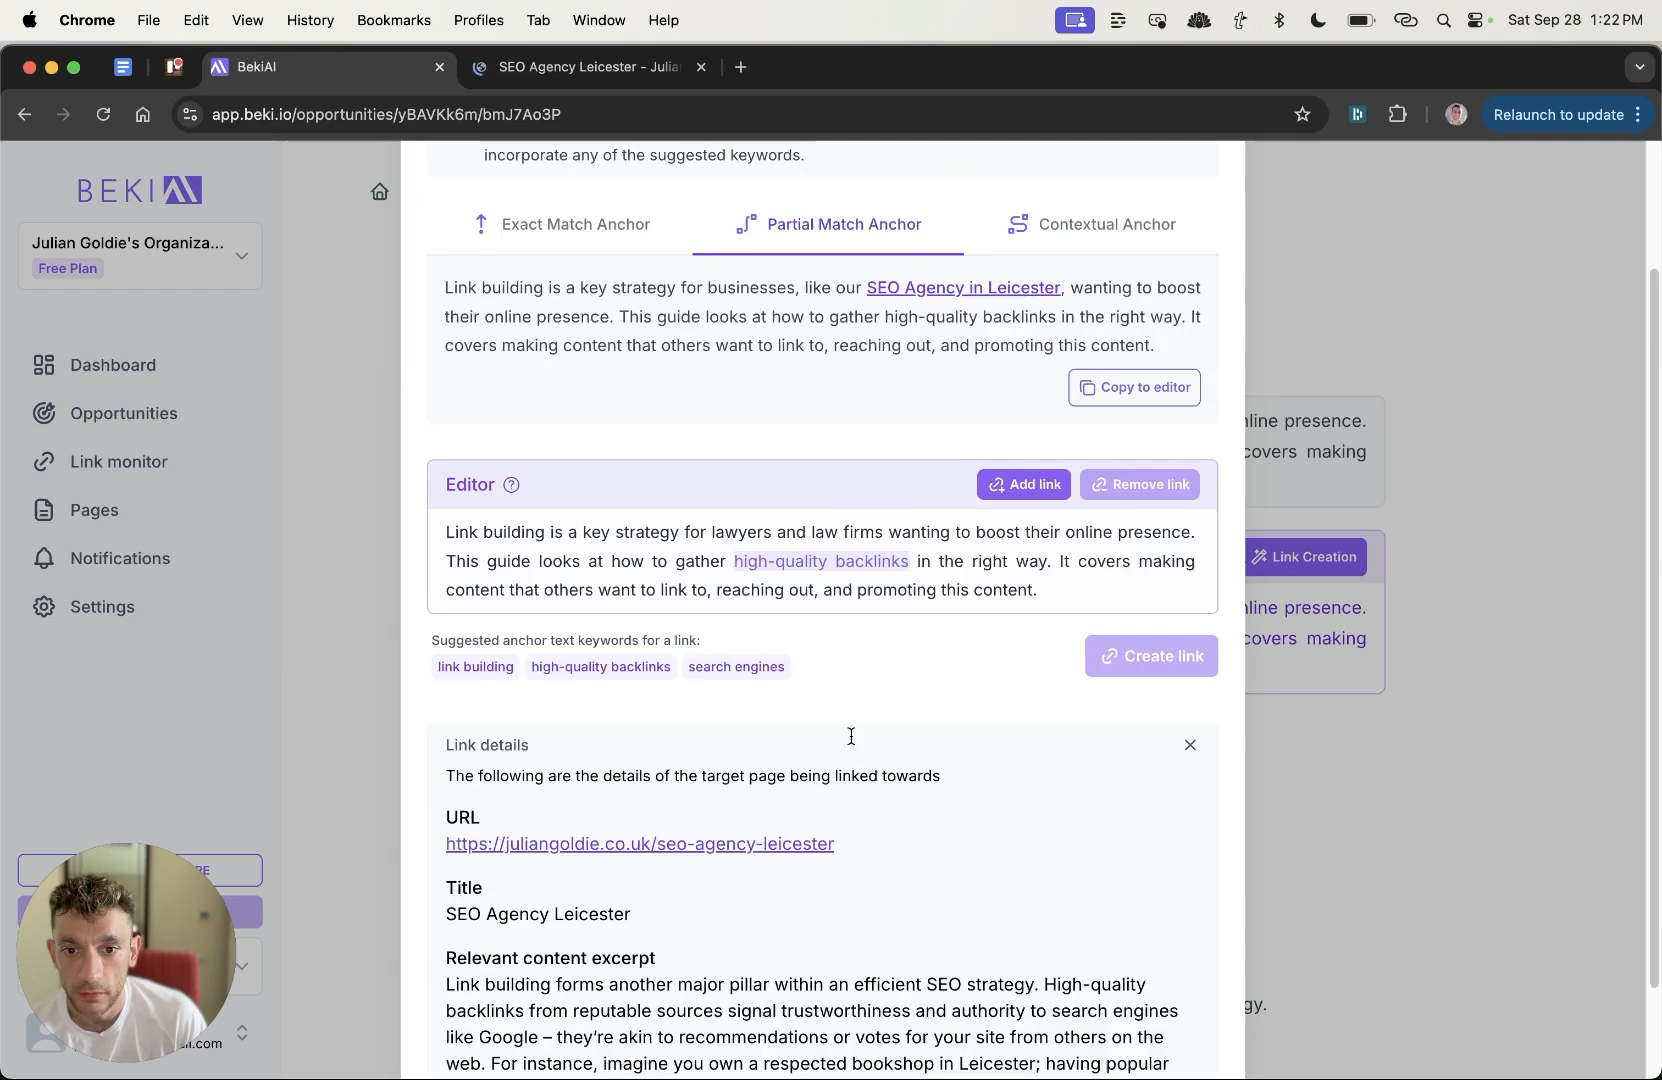 Chrome File Edit View History Bookmarks Profiles Tab Window Help Sat Sep 28 1:22 PM
BekiAI SEO Agency Leicester - Julia
app.beki.io/opportunities/yBAVKk6m/bmJ7Ao3P Relaunch to update
BEKI
Julian Goldie's Organiza...
Free Plan
Dashboard
Opportunities
Link monitor
Pages
Notifications
Settings
incorporate any of the suggested keywords.
Exact Match Anchor Partial Match Anchor Contextual Anchor
Link building is a key strategy for businesses, like our SEO Agency in Leicester, wanting to boost
their online presence. This guide looks at how to gather high-quality backlinks in the right way. It
covers making content that others want to link to, reaching out, and promoting this content.
Copy to editor
Editor Add link Remove link
Link building is a key strategy for lawyers and law firms wanting to boost their online presence.
This guide looks at how to gather high-quality backlinks in the right way. It covers making
content that others want to link to, reaching out, and promoting this content.
Suggested anchor text keywords for a link:
link building high-quality backlinks search engines
Create link
Link details
The following are the details of the target page being linked towards
URL
https://juliangoldie.co.uk/seo-agency-leicester
Title
SEO Agency Leicester
Relevant content excerpt
Link building forms another major pillar within an efficient SEO strategy. High-quality
backlinks from reputable sources signal trustworthiness and authority to search engines
like Google – they're akin to recommendations or votes for your site from others on the
web. For instance, imagine you own a respected bookshop in Leicester; having popular
nline presence.
covers making
Link Creation
nline presence.
covers making
gy.
.com